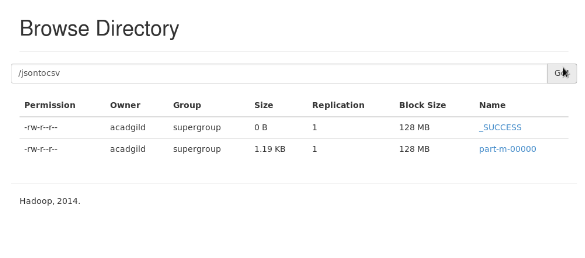 Browse Directory
/jsontocsv
Permission Owner Group Size Replication Block Size Name
-rw-r--r-- acadgild supergroup 0 B 1 128 MB _SUCCESS
-rw-r--r-- acadgild supergroup 1.19 KB 1 128 MB part-m-00000
Hadoop, 2014.